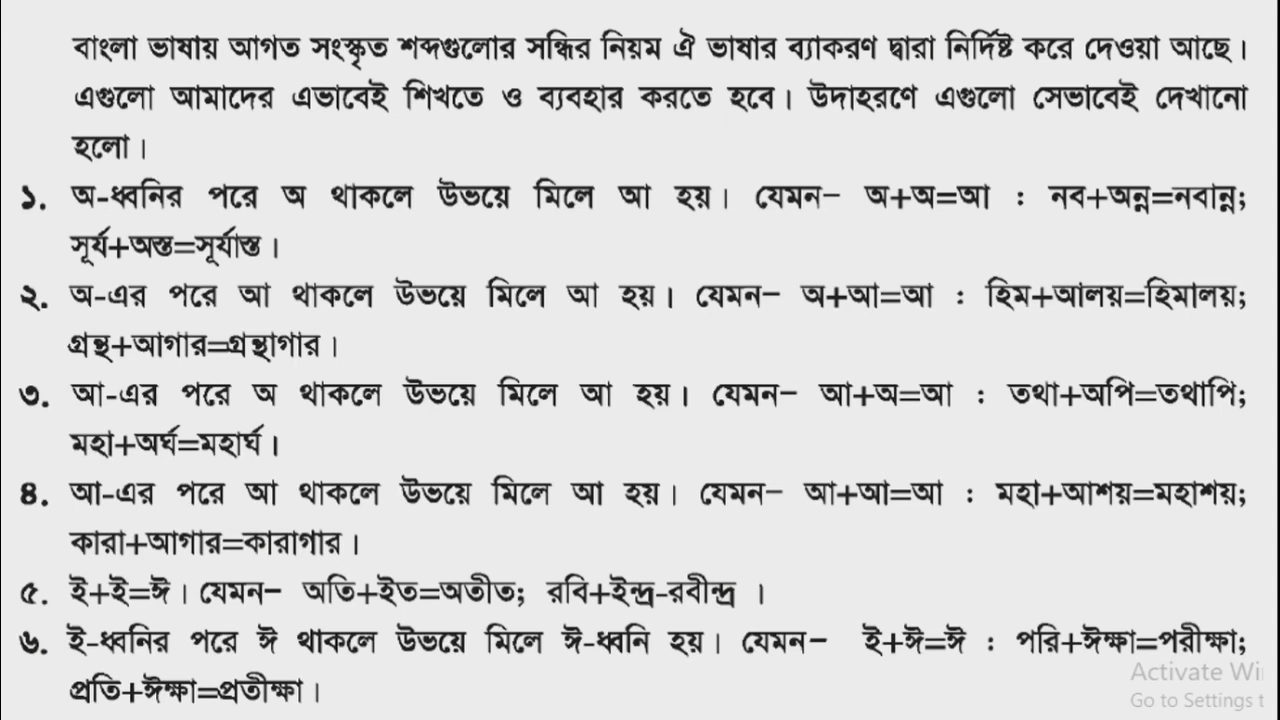 বাংলা ভাষায় আগত সংস্কৃত শব্দগুলোর সন্ধির নিয়ম ঐ ভাষার ব্যাকরণ দ্বারা নির্দিষ্ট করে দেওয়া আছে।
এগুলো আমাদের এভাবেই শিখতে ও ব্যবহার করতে হবে। উদাহরণে এগুলো সেভাবেই দেখানো
হলো।
১. অ-ধ্বনির পরে অ থাকলে উভয়ে মিলে আ হয়। যেমন– অ+অ=আ : নব+অন্ন=নবান্ন;
সূর্য+অস্ত=সূর্যাস্ত।
২. অ-এর পরে আ থাকলে উভয়ে মিলে আ হয়। যেমন– অ+আ=আ : হিম+আলয়=হিমালয়;
গ্রন্থ+আগার=গ্রন্থাগার।
৩. আ-এর পরে অ থাকলে উভয়ে মিলে আ হয়। যেমন– আ+অ=আ : তথা+অপি=তথাপি;
মহা+অর্ঘ=মহার্ঘ।
৪. আ-এর পরে আ থাকলে উভয়ে মিলে আ হয়। যেমন– আ+আ=আ : মহা+আশয়=মহাশয়;
কারা+আগার=কারাগার।
৫. ই+ই=ঈ। যেমন– অতি+ইত=অতীত; রবি+ইন্দ্র-রবীন্দ্র ।
৬. ই-ধ্বনির পরে ঈ থাকলে উভয়ে মিলে ঈ-ধ্বনি হয়। যেমন– ই+ঈ=ঈ : পরি+ঈক্ষা=পরীক্ষা;
প্রতি+ঈক্ষা=প্রতীক্ষা।
Activate Wi
Go to Settings t